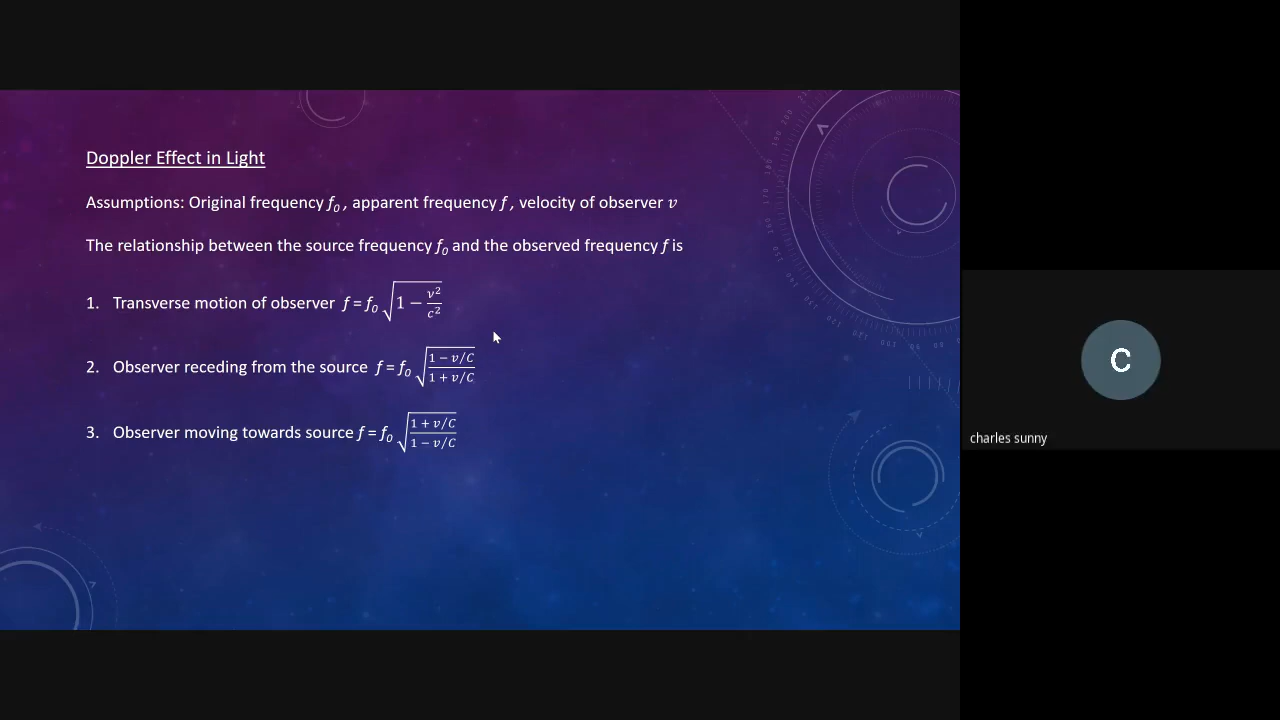 Doppler Effect in Light
Assumptions: Original frequency f₀ , apparent frequency f , velocity of observer v
The relationship between the source frequency f₀ and the observed frequency f is
1. Transverse motion of observer f = f₀ √(1 − v²/c²)
2. Observer receding from the source f = f₀ √((1 − v/C)/(1 + v/C))
3. Observer moving towards source f = f₀ √((1 + v/C)/(1 − v/C))
C
charles sunny